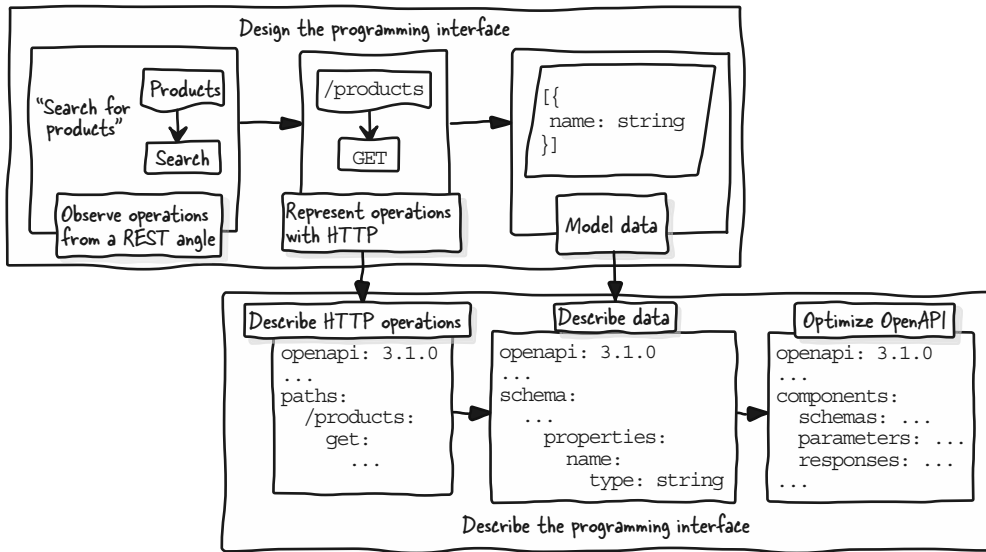 Design the programming interface
"Search for
products"
Products
Search
Observe operations
from a REST angle
/products
GET
Represent operations
with HTTP
[{
name: string
}]
Model data
Describe HTTP operations
openapi: 3.1.0
...
paths:
/products:
get:
...
Describe data
openapi: 3.1.0
...
schema:
...
properties:
name:
type: string
Optimize OpenAPI
openapi: 3.1.0
...
components:
schemas: ...
parameters: ...
responses: ...
...
Describe the programming interface